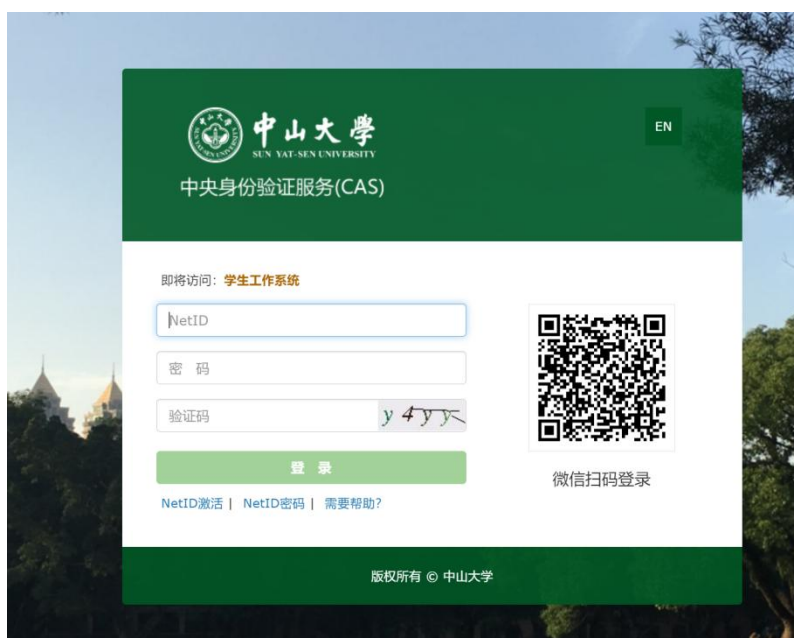 中山大學
SUN YAT-SEN UNIVERSITY
中央身份验证服务(CAS)
EN
即将访问：学生工作系统
NetID
密 码
验证码
y4yy
登 录
NetID激活 | NetID密码 | 需要帮助?
微信扫码登录
版权所有 © 中山大学